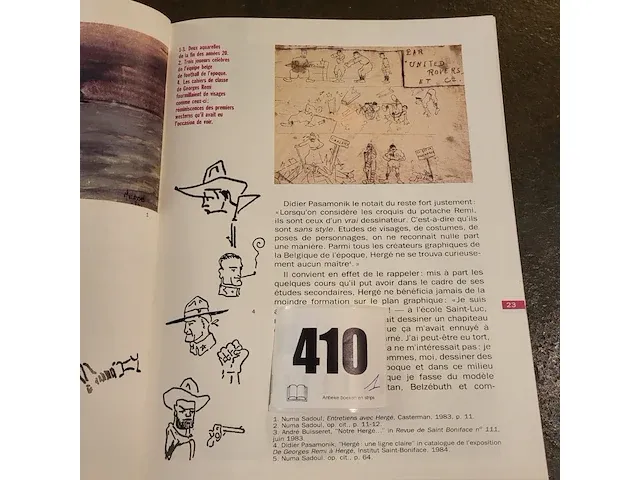 1.1. Deux aquarelles
de la fin des années 20.
2. Trois joueurs célèbres
de l'équipe belge
de football de l'époque.
4. Les cahiers de classe
de Georges Remi
fourmillaient de visages
comme ceux-ci :
réminiscences des premiers
westerns qu'il avait eu
l'occasion de voir.
BAR
"UNITED
ROVERS
ET
1
Didier Pasamonik le notait du reste fort justement :
«Lorsqu'on considère les croquis du potache Remi,
ils sont ceux d'un vrai dessinateur. C'est-à-dire qu'ils
sont sans style. Etudes de visages, de costumes, de
poses de personnages, on ne reconnaît nulle part
une manière. Parmi tous les créateurs graphiques de
la Belgique de l'époque, Hergé ne se trouva curieuse-
ment aucun maître⁴. »
Il convient en effet de le rappeler : mis à part les
quelques cours qu'il put avoir dans le cadre de ses
études secondaires, Hergé ne bénéficia jamais de la
moindre formation sur le plan graphique : «Je suis
! — à l'école Saint-Luc,
ait dessiner un chapiteau
que ça m'avait ennuyé à
rné. J'ai peut-être eu tort,
a ne m'intéressait pas : je
mmes, moi, dessiner des
poque et dans ce milieu
que je fasse du modèle
tan, Belzébuth et com-
23
4
410
1
1. Numa Sadoul, Entretiens avec Hergé, Casterman, 1983, p. 11.
2. Numa Sadoul, op. cit., p. 11-12.
3. André Buisseret, "Notre Hergé..." in Revue de Saint Boniface n° 111,
juin 1983.
4. Didier Pasamonik, "Hergé : une ligne claire" in catalogue de l'exposition
De Georges Remi à Hergé, Institut Saint-Boniface, 1984.
5. Numa Sadoul, op. cit., p. 64.